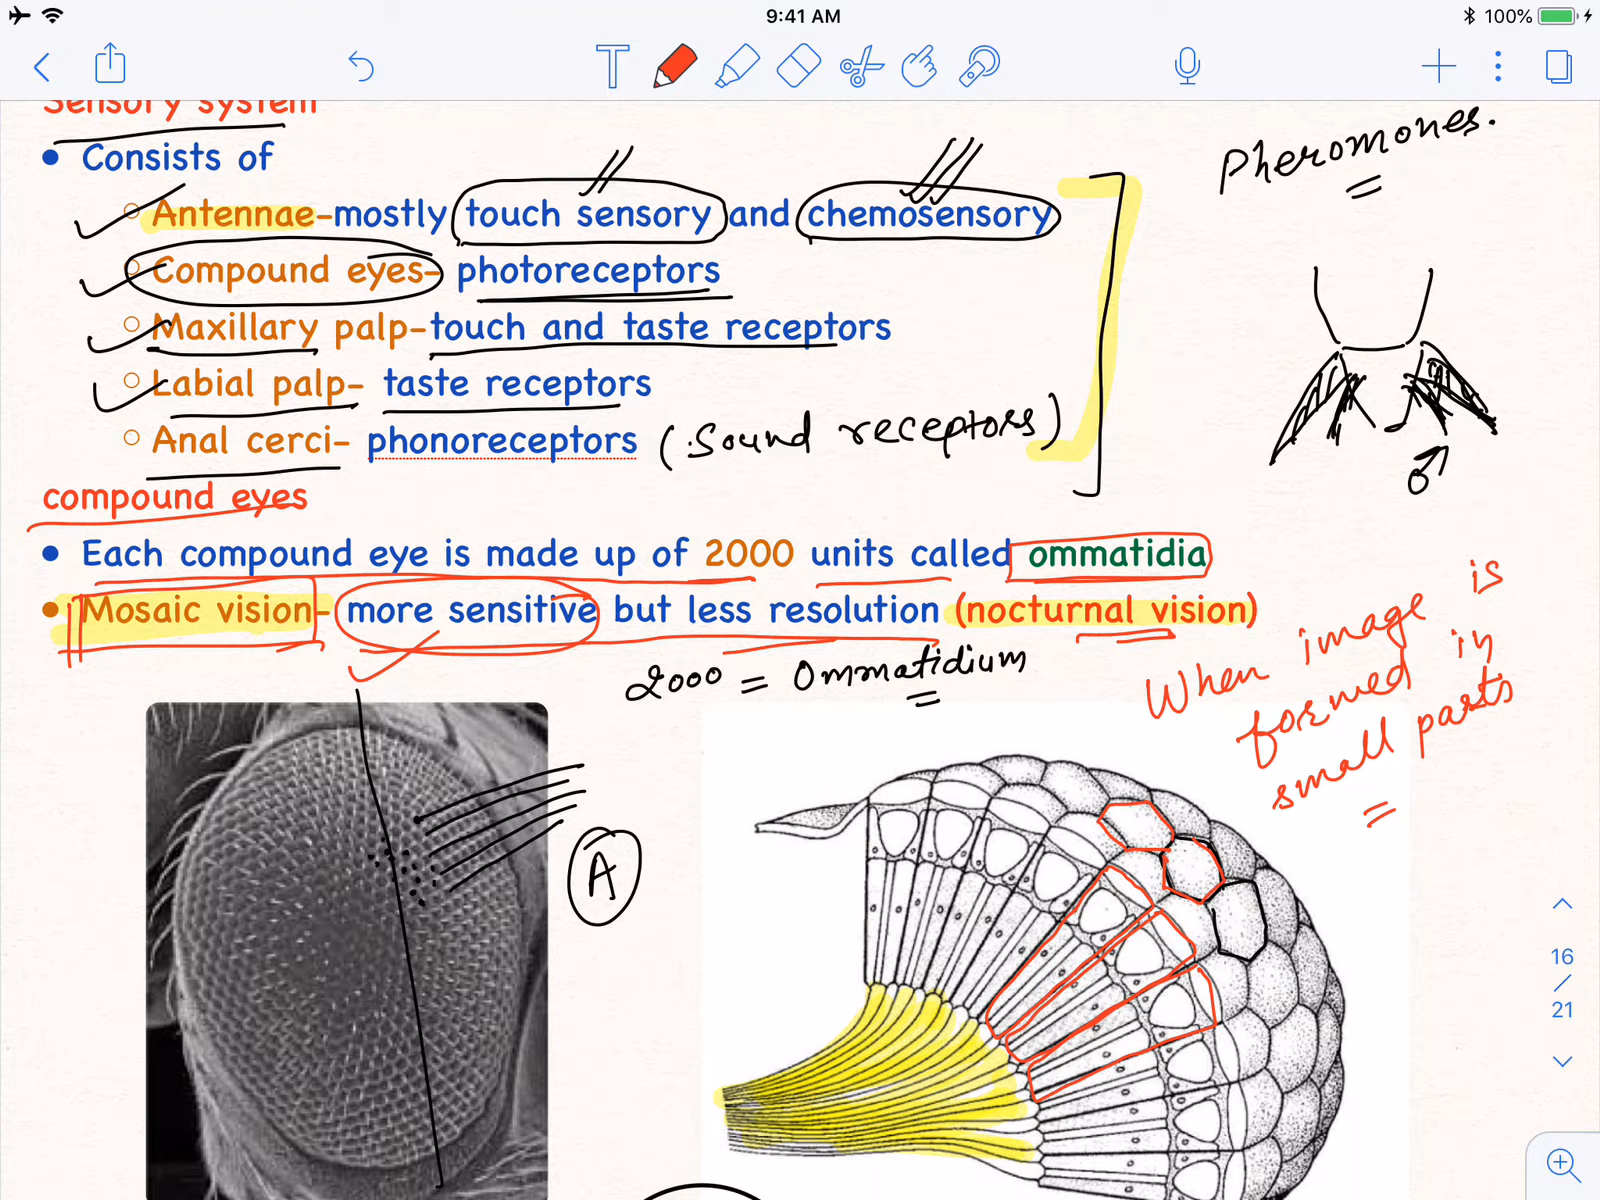 9:41 AM
100%
T
Sensory system
Pheromones.
• Consists of
○ Antennae-mostly touch sensory and chemosensory
○ Compound eyes- photoreceptors
○ Maxillary palp-touch and taste receptors
○ Labial palp- taste receptors
○ Anal cerci- phonoreceptors (Sound receptors)
♂
compound eyes
• Each compound eye is made up of 2000 units called ommatidia
• Mosaic vision- more sensitive but less resolution (nocturnal vision)
2000 = Ommatidium
When image is
formed in
small parts
A
16
/
21